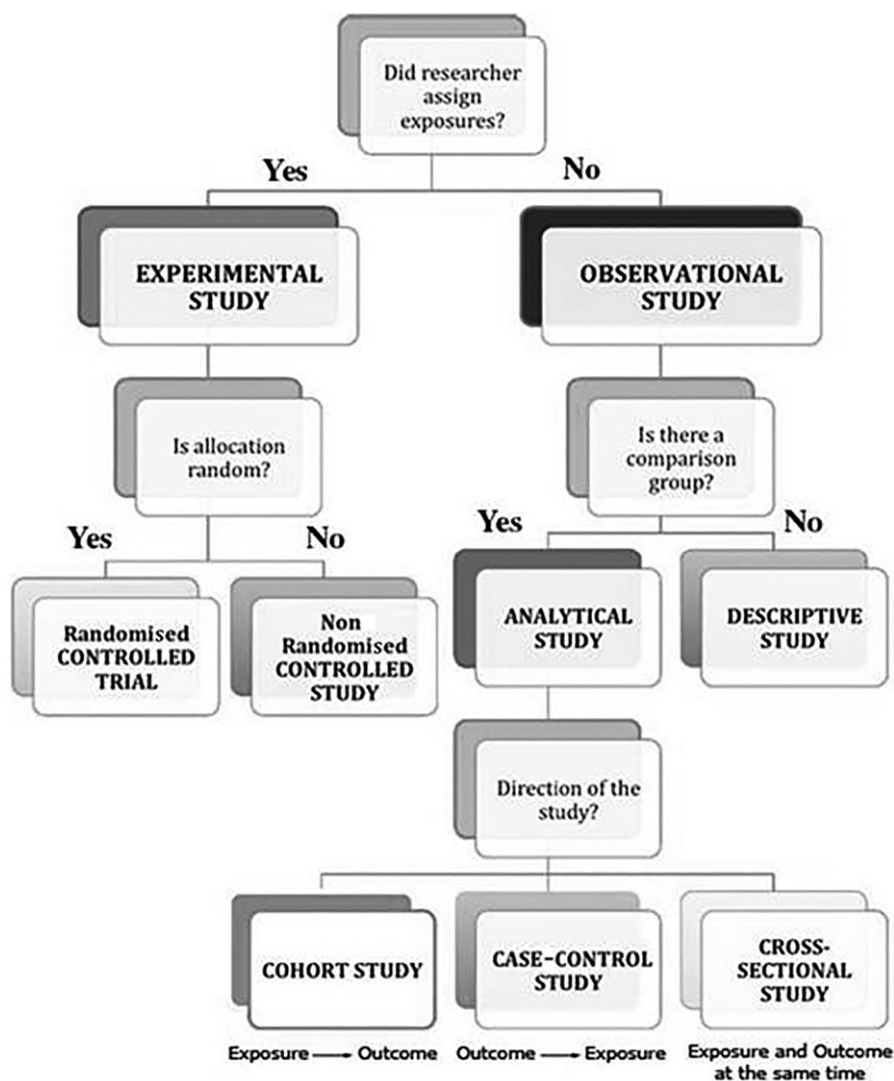 Did researcher
assign
exposures?
Yes
No
EXPERIMENTAL
STUDY
OBSERVATIONAL
STUDY
Is allocation
random?
Is there a
comparison
group?
Yes
No
Yes
No
Randomised
CONTROLLED
TRIAL
Non
Randomised
CONTROLLED
STUDY
ANALYTICAL
STUDY
DESCRIPTIVE
STUDY
Direction of the
study?
COHORT STUDY
CASE-CONTROL
STUDY
CROSS-
SECTIONAL
STUDY
Exposure → Outcome
Outcome → Exposure
Exposure and Outcome
at the same time